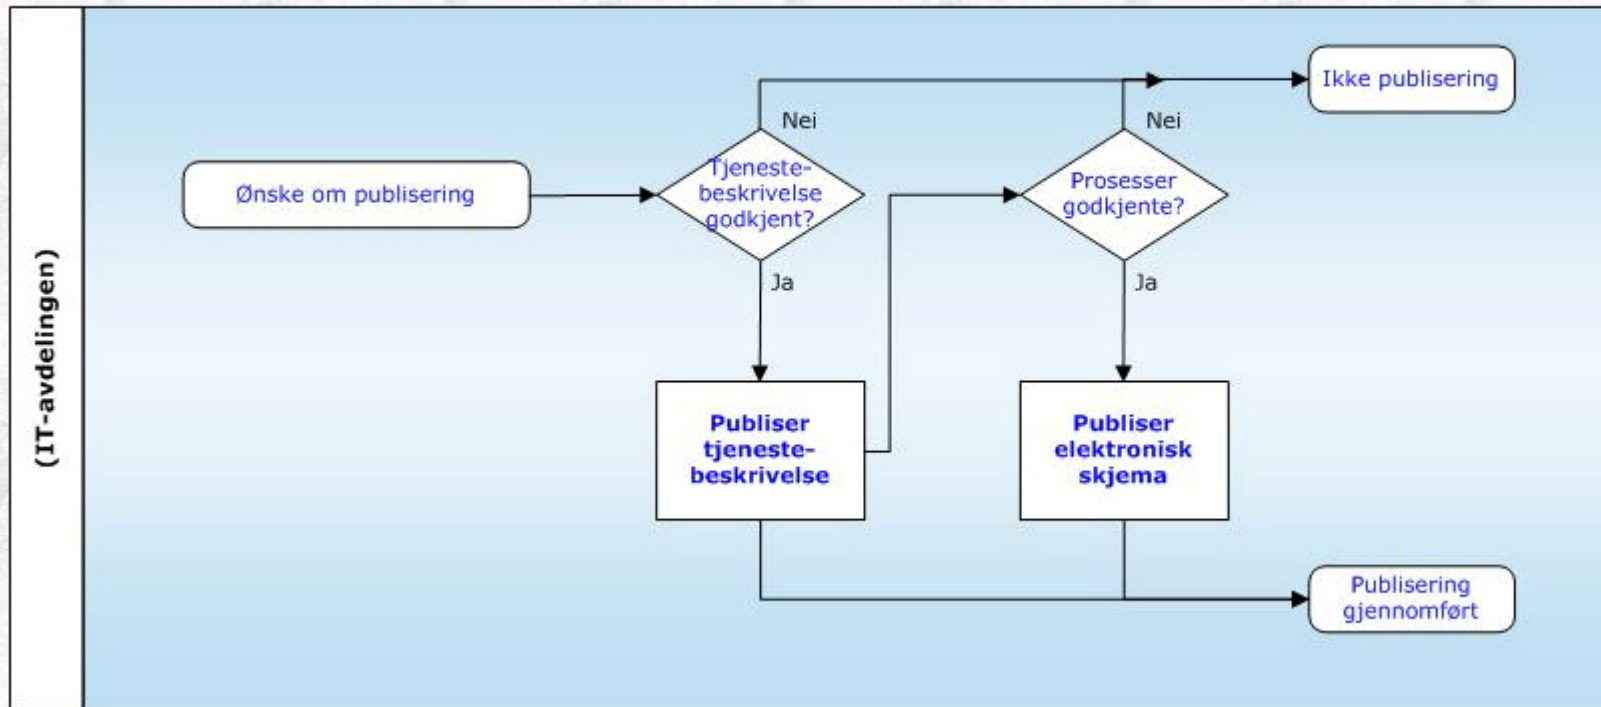 (IT-avdelingen)
Ikke publisering
Nei
Nei
Ønske om publisering
Tjeneste-
beskrivelse
godkjent?
Prosesser
godkjente?
Ja
Ja
Publiser
tjeneste-
beskrivelse
Publiser
elektronisk
skjema
Publisering
gjennomført